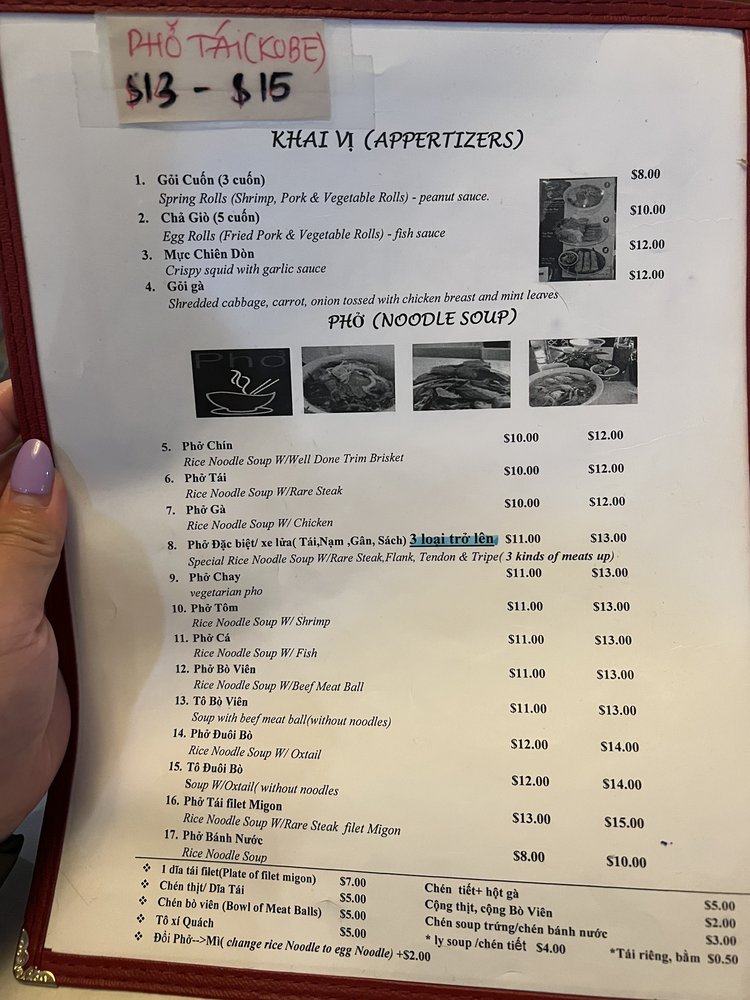 PHỞ TÁI (KOBE)
$13 - $15
KHAI VỊ (APPERTIZERS)
1. Gỏi Cuốn (3 cuốn) $8.00
Spring Rolls (Shrimp, Pork & Vegetable Rolls) - peanut sauce.
2. Chả Giò (5 cuốn) $10.00
Egg Rolls (Fried Pork & Vegetable Rolls) - fish sauce
3. Mực Chiên Dòn $12.00
Crispy squid with garlic sauce
4. Gỏi gà $12.00
Shredded cabbage, carrot, onion tossed with chicken breast and mint leaves
PHỞ (NOODLE SOUP)
Phở
5. Phở Chín $10.00 $12.00
Rice Noodle Soup W/Well Done Trim Brisket
6. Phở Tái $10.00 $12.00
Rice Noodle Soup W/Rare Steak
7. Phở Gà $10.00 $12.00
Rice Noodle Soup W/ Chicken
8. Phở Đặc biệt/ xe lửa( Tái,Nạm ,Gân, Sách) 3 loại trở lên $11.00 $13.00
Special Rice Noodle Soup W/Rare Steak,Flank, Tendon & Tripe( 3 kinds of meats up)
9. Phở Chay $11.00 $13.00
vegetarian pho
10. Phở Tôm $11.00 $13.00
Rice Noodle Soup W/ Shrimp
11. Phở Cá $11.00 $13.00
Rice Noodle Soup W/ Fish
12. Phở Bò Viên $11.00 $13.00
Rice Noodle Soup W/Beef Meat Ball
13. Tô Bò Viên $11.00 $13.00
Soup with beef meat ball(without noodles)
14. Phở Đuôi Bò $12.00 $14.00
Rice Noodle Soup W/ Oxtail
15. Tô Đuôi Bò $12.00 $14.00
Soup W/Oxtail( without noodles
16. Phở Tái filet Migon $13.00 $15.00
Rice Noodle Soup W/Rare Steak filet Migon
17. Phở Bánh Nước $8.00 $10.00
Rice Noodle Soup
❖ 1 dĩa tái filet(Plate of filet migon) $7.00
❖ Chén thịt/ Dĩa Tái $5.00
❖ Chén bò viên (Bowl of Meat Balls) $5.00
❖ Tô xí Quách $5.00
❖ Đổi Phở-->Mì( change rice Noodle to egg Noodle) +$2.00
Chén tiết+ hột gà $5.00
Cộng thịt, cộng Bò Viên $2.00
Chén soup trứng/chén bánh nước $3.00
* ly soup /chén tiết $4.00 *Tái riêng, bằm $0.50